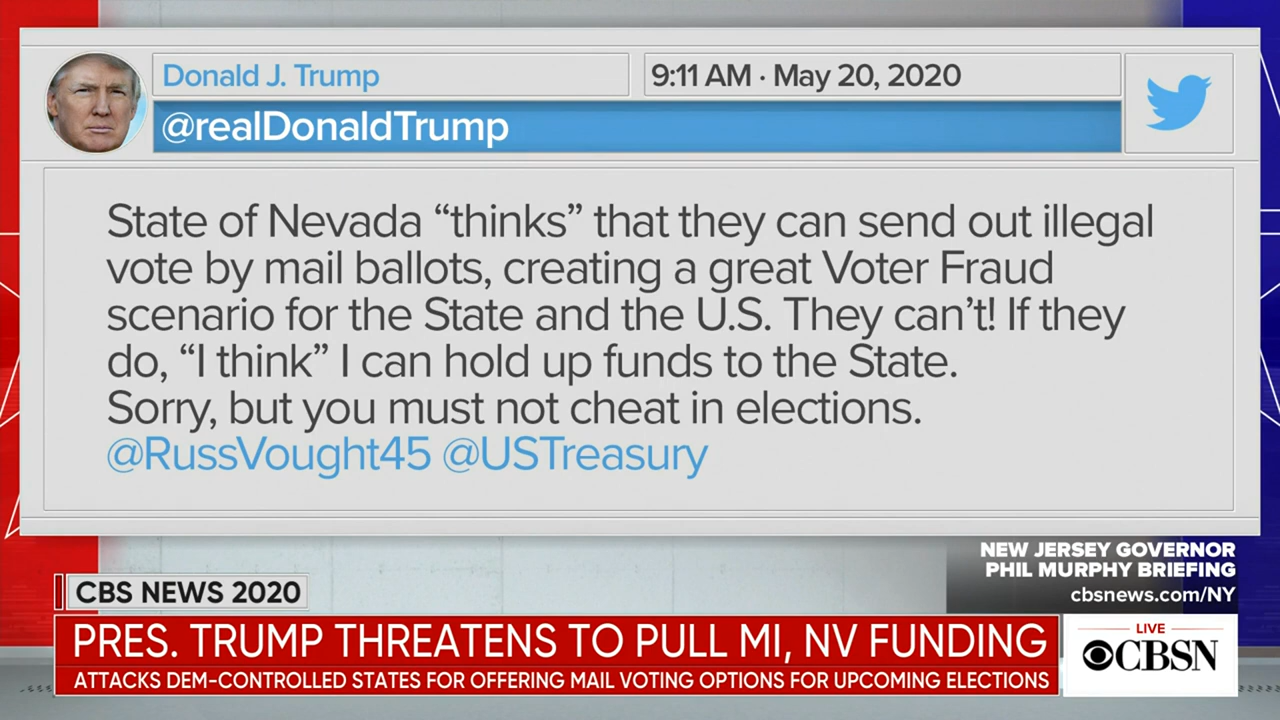 Donald J. Trump
9:11 AM · May 20, 2020
@realDonaldTrump
State of Nevada “thinks” that they can send out illegal
vote by mail ballots, creating a great Voter Fraud
scenario for the State and the U.S. They can’t! If they
do, “I think” I can hold up funds to the State.
Sorry, but you must not cheat in elections.
@RussVought45 @USTreasury
NEW JERSEY GOVERNOR
PHIL MURPHY BRIEFING
cbsnews.com/NY
CBS NEWS 2020
PRES. TRUMP THREATENS TO PULL MI, NV FUNDING
ATTACKS DEM-CONTROLLED STATES FOR OFFERING MAIL VOTING OPTIONS FOR UPCOMING ELECTIONS
LIVE
CBSN